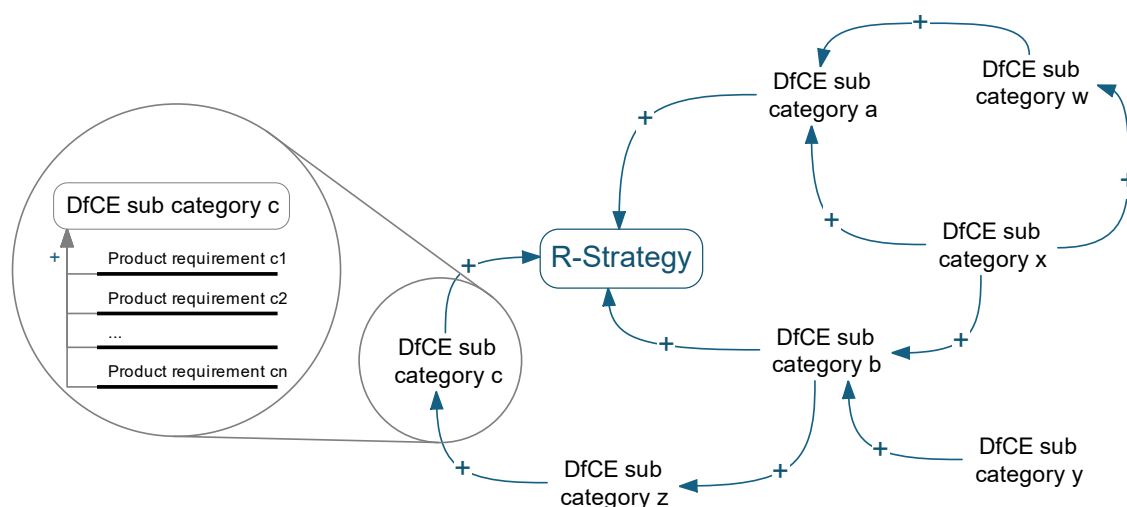 DfCE sub
category a
DfCE sub
category w
DfCE sub category c
+
Product requirement c1
Product requirement c2
...
Product requirement cn
R-Strategy
DfCE sub
category x
DfCE sub
category c
DfCE sub
category b
DfCE sub
category z
DfCE sub
category y
+
+
+
+
+
+
+
+
+
+